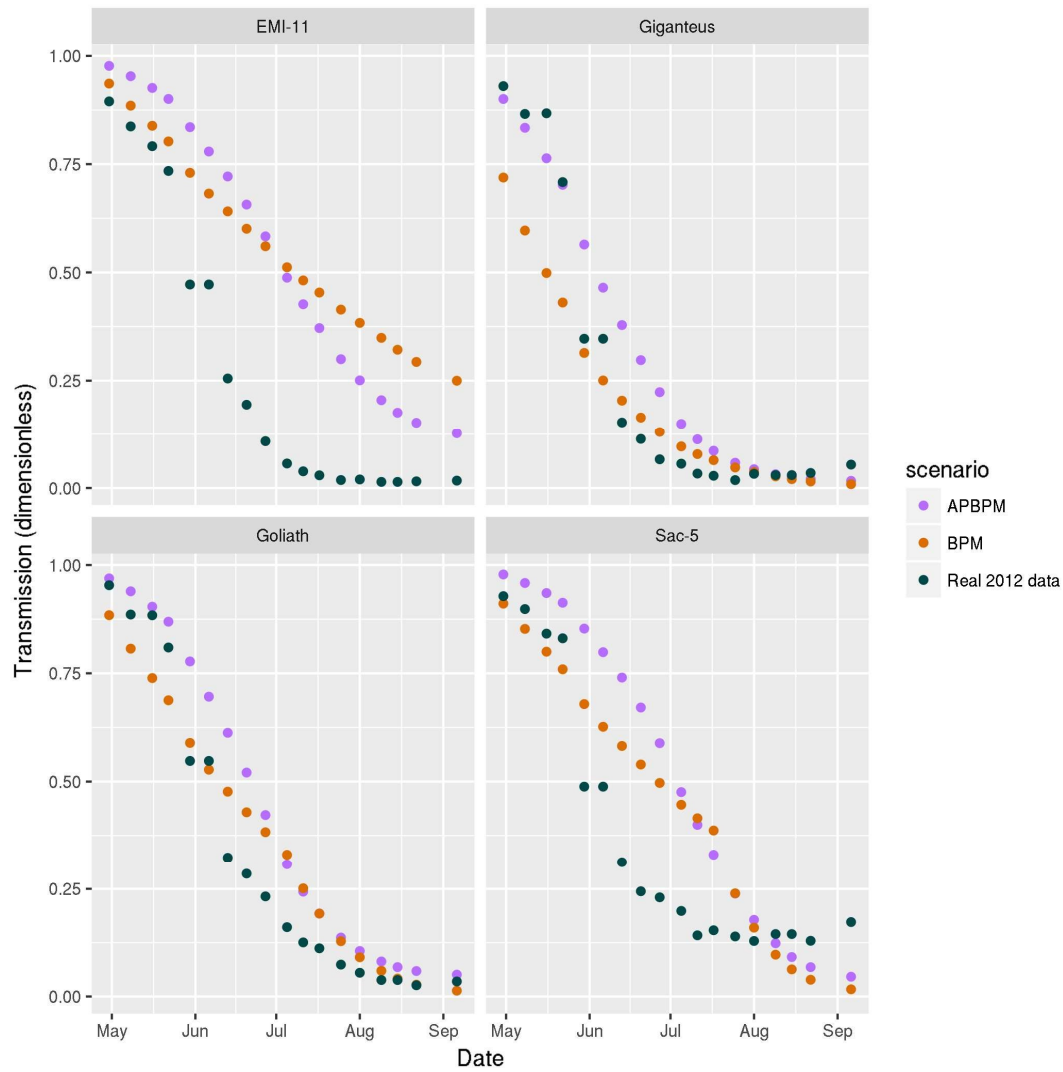 EMI-11 Giganteus
1.00
0.75
0.50
0.25
0.00
Goliath Sac-5
1.00
0.75
0.50
0.25
0.00
May Jun Jul Aug Sep May Jun Jul Aug Sep
Date
Transmission (dimensionless)
scenario
APBPM
BPM
Real 2012 data